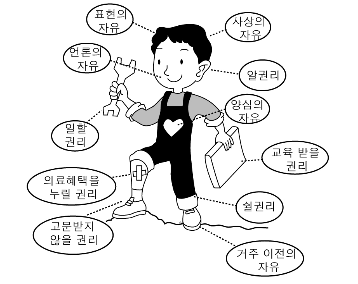 표현의
자유
사상의
자유
언론의
자유
알권리
양심의
자유
일할
권리
교육 받을
권리
의료혜택을
누릴 권리
쉴권리
고문받지
않을 권리
거주 이전의
자유